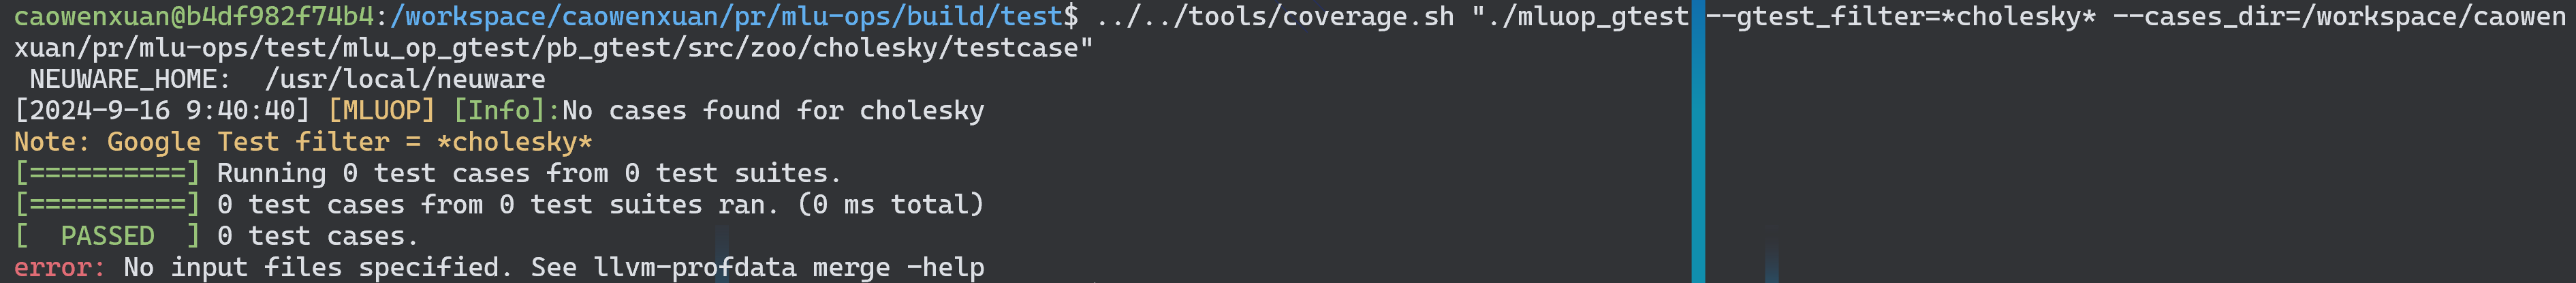 caowenxuan@b4df982f74b4:/workspace/caowenxuan/pr/mlu-ops/build/test$ ../../tools/coverage.sh "./mluop_gtest --gtest_filter=*cholesky* --cases_dir=/workspace/caowen
xuan/pr/mlu-ops/test/mlu_op_gtest/pb_gtest/src/zoo/cholesky/testcase"
 NEUWARE_HOME:  /usr/local/neuware
[2024-9-16 9:40:40] [MLUOP] [Info]:No cases found for cholesky
Note: Google Test filter = *cholesky*
[==========] Running 0 test cases from 0 test suites.
[==========] 0 test cases from 0 test suites ran. (0 ms total)
[  PASSED  ] 0 test cases.
error: No input files specified. See llvm-profdata merge -help